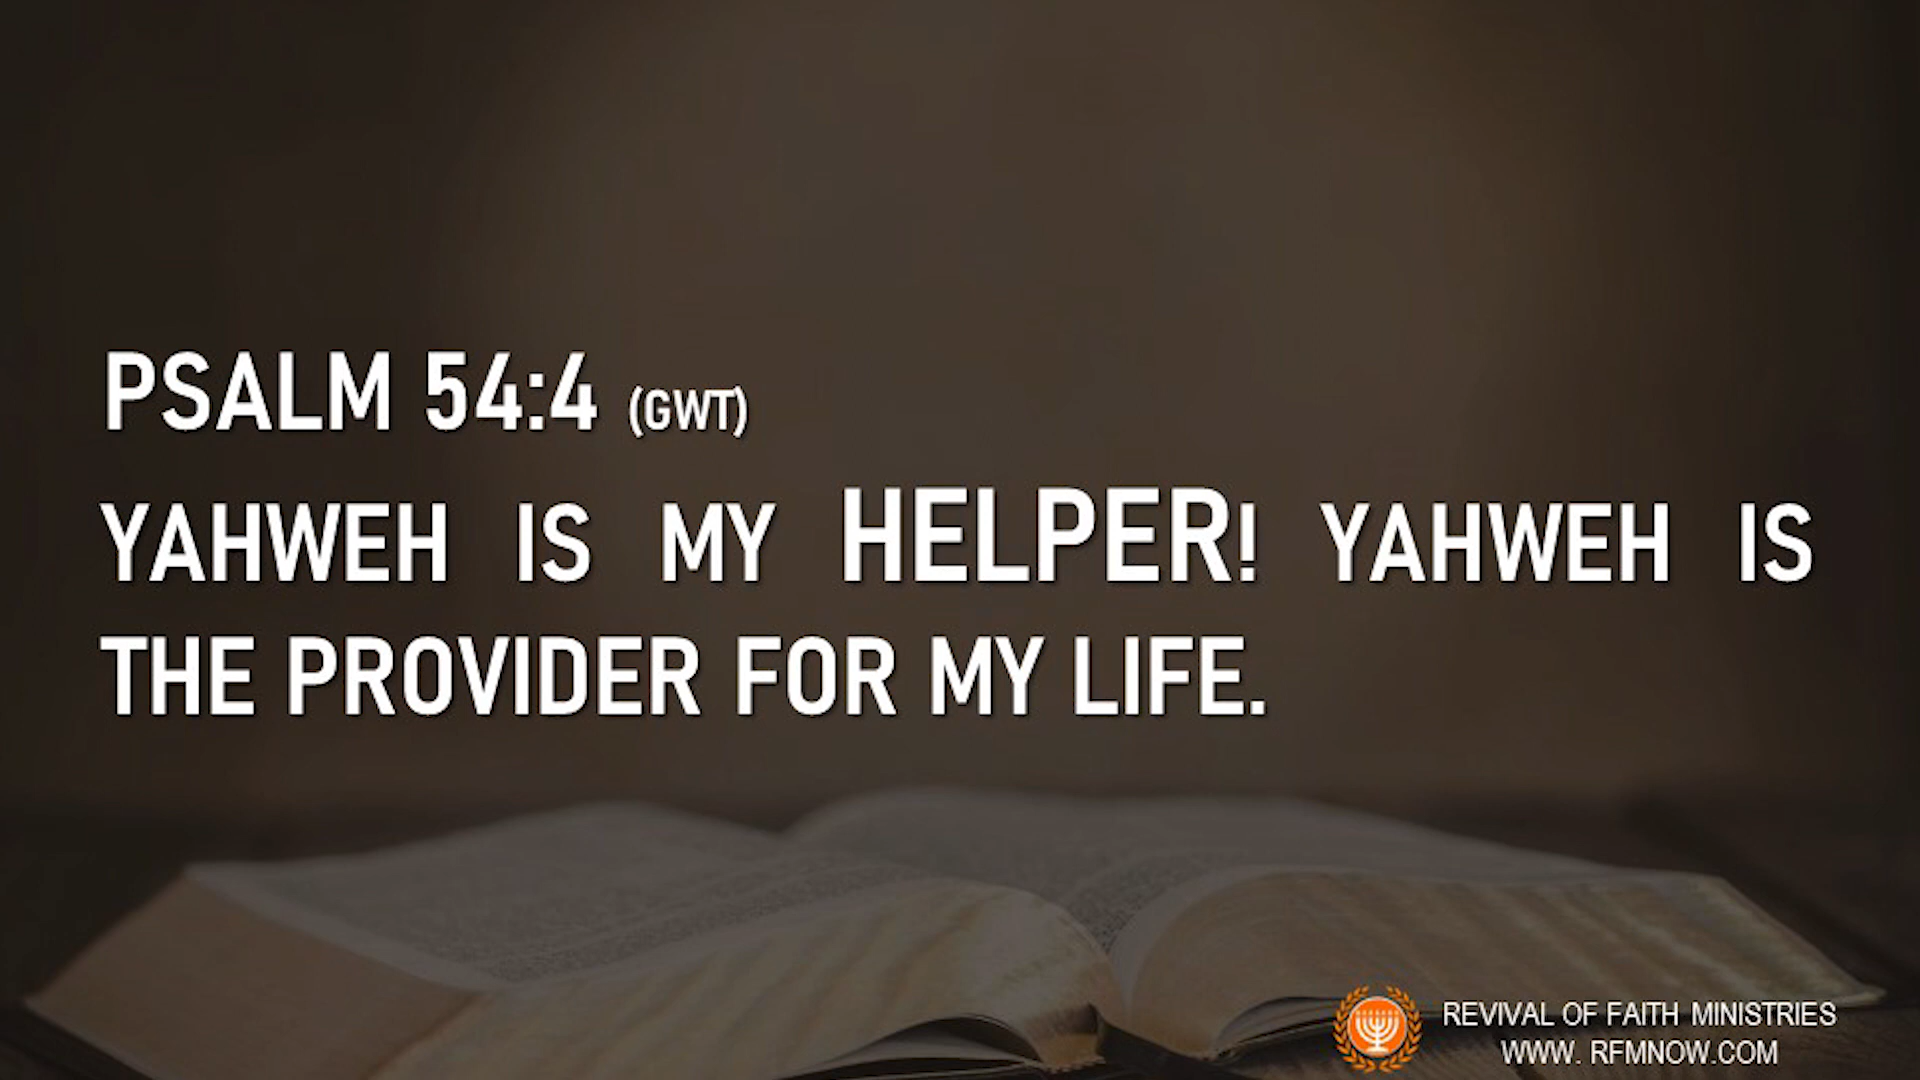 PSALM 54:4 (GWT)
YAHWEH IS MY HELPER! YAHWEH IS
THE PROVIDER FOR MY LIFE.
REVIVAL OF FAITH MINISTRIES
WWW. RFMNOW.COM